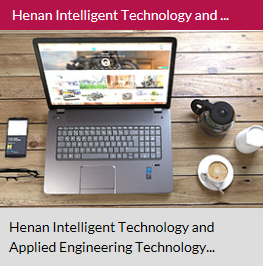 Henan Intelligent Technology and ...
Henan Intelligent Technology and
Applied Engineering Technology...